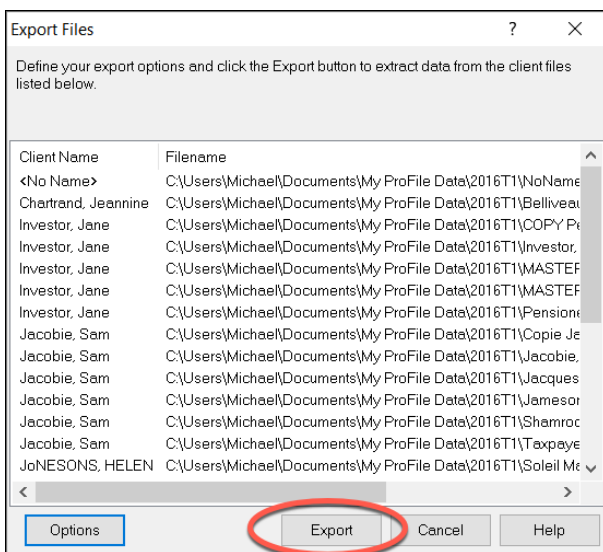 Export Files
Define your export options and click the Export button to extract data from the client files
listed below.
Client Name Filename
<No Name> C:\Users\Michael\Documents\My ProFile Data\2016T1\NoName
Chartrand, Jeannine C:\Users\Michael\Documents\My ProFile Data\2016T1\Belliveau
Investor, Jane C:\Users\Michael\Documents\My ProFile Data\2016T1\COPY Pe
Investor, Jane C:\Users\Michael\Documents\My ProFile Data\2016T1\Investor,
Investor, Jane C:\Users\Michael\Documents\My ProFile Data\2016T1\MASTER
Investor, Jane C:\Users\Michael\Documents\My ProFile Data\2016T1\MASTER
Investor, Jane C:\Users\Michael\Documents\My ProFile Data\2016T1\Pensione
Jacobie, Sam C:\Users\Michael\Documents\My ProFile Data\2016T1\Copie Ja
Jacobie, Sam C:\Users\Michael\Documents\My ProFile Data\2016T1\Jacobie,
Jacobie, Sam C:\Users\Michael\Documents\My ProFile Data\2016T1\Jacques
Jacobie, Sam C:\Users\Michael\Documents\My ProFile Data\2016T1\Jameson
Jacobie, Sam C:\Users\Michael\Documents\My ProFile Data\2016T1\Shamroc
Jacobie, Sam C:\Users\Michael\Documents\My ProFile Data\2016T1\Taxpaye
JoNESONS, HELEN C:\Users\Michael\Documents\My ProFile Data\2016T1\Soleil Ma
Options Export Cancel Help